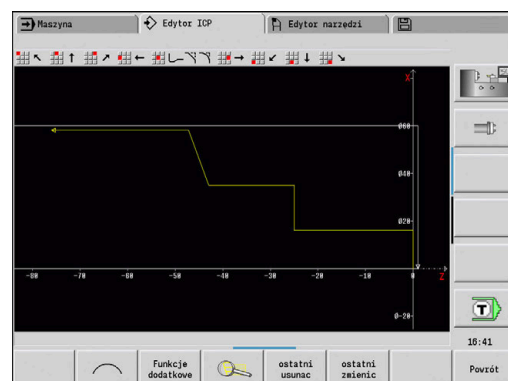 Maszyna
Edytor ICP
Edytor narzędzi
X
Ø60
Ø40
Ø20
-80 -70 -60 -50 -40 -30 -20 -10 0 Z
Ø-20
T
16:41
Funkcje dodatkowe
ostatni usunac
ostatni zmienic
Powrót